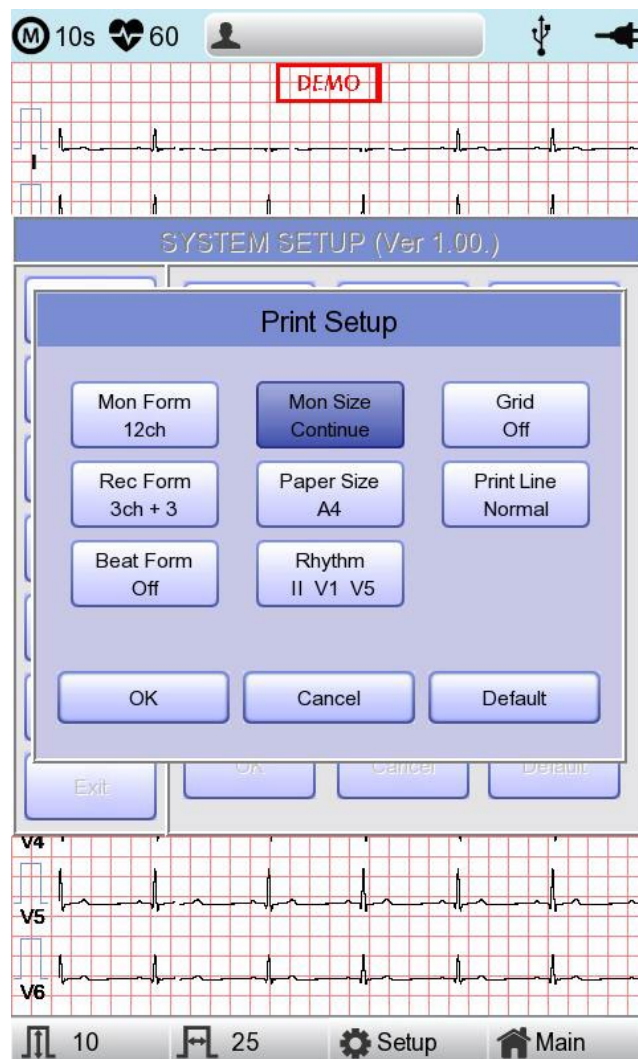 M 10s 60
DEMO
I
SYSTEM SETUP (Ver 1.00.)
Print Setup
Mon Form
12ch
Mon Size
Continue
Grid
Off
Rec Form
3ch + 3
Paper Size
A4
Print Line
Normal
Beat Form
Off
Rhythm
II V1 V5
OK Cancel Default
OK Cancel Default
Exit
V4
V5
V6
10 25 Setup Main